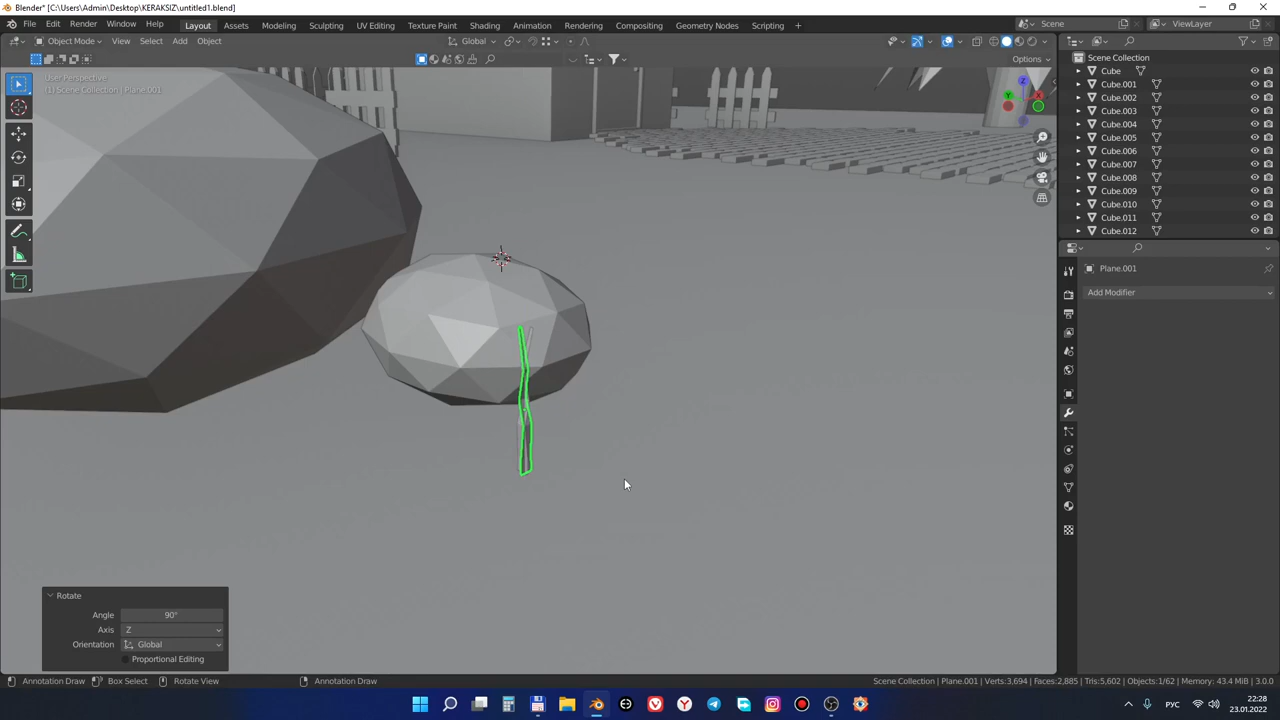 Blender* [C:\Users\Admin\Desktop\KERAKSIZ\untitled1.blend]
File Edit Render Window Help Layout Modeling Sculpting UV Editing Texture Paint Shading Animation Rendering Compositing Geometry Nodes Scripting + Scene ViewLayer
Object Mode View Select Add Object Global
Options
User Perspective
(1) Scene Collection | Plane.001
Z
Y
X
Scene Collection
Cube
Cube.001
Cube.002
Cube.003
Cube.004
Cube.005
Cube.006
Cube.007
Cube.008
Cube.009
Cube.010
Cube.011
Cube.012
Plane.001
Add Modifier
Rotate
Angle 90°
Axis Z
Orientation Global
Proportional Editing
Annotation Draw Box Select Rotate View Annotation Draw
Scene Collection | Plane.001 | Verts:3,694 | Faces:2,885 | Tris:5,602 | Objects:1/62 | Memory: 43.4 MiB | 3.0.0
РУС
22:28
23.01.2022